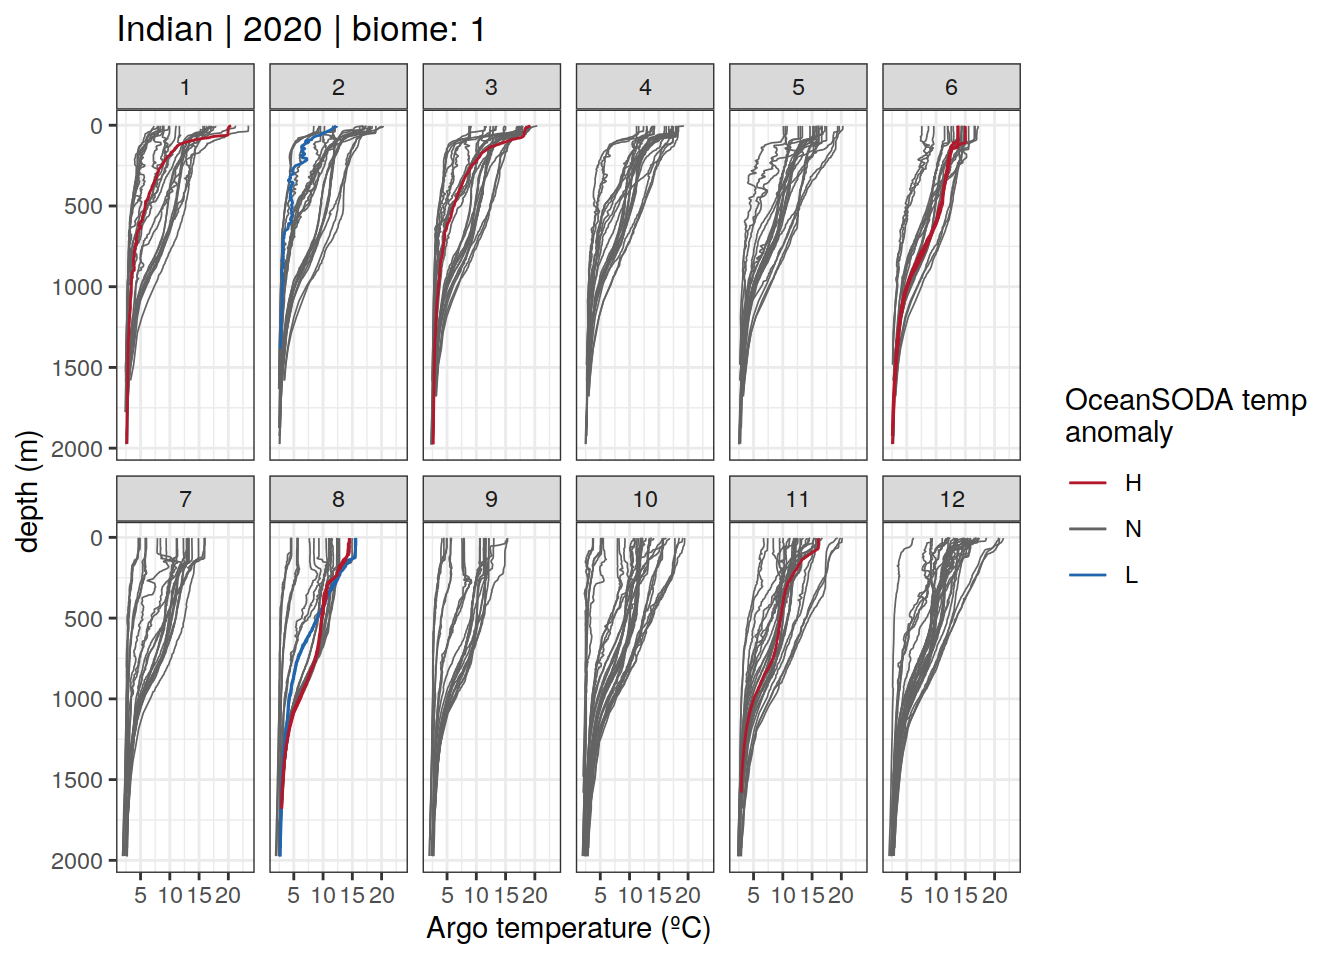 Indian | 2020 | biome: 1
1 2 3 4 5 6
0
500
1000
1500
2000
7 8 9 10 11 12
0
500
1000
1500
2000
5 10 15 20 5 10 15 20 5 10 15 20 5 10 15 20 5 10 15 20 5 10 15 20
Argo temperature (ºC)
depth (m)
OceanSODA temp
anomaly
H
N
L